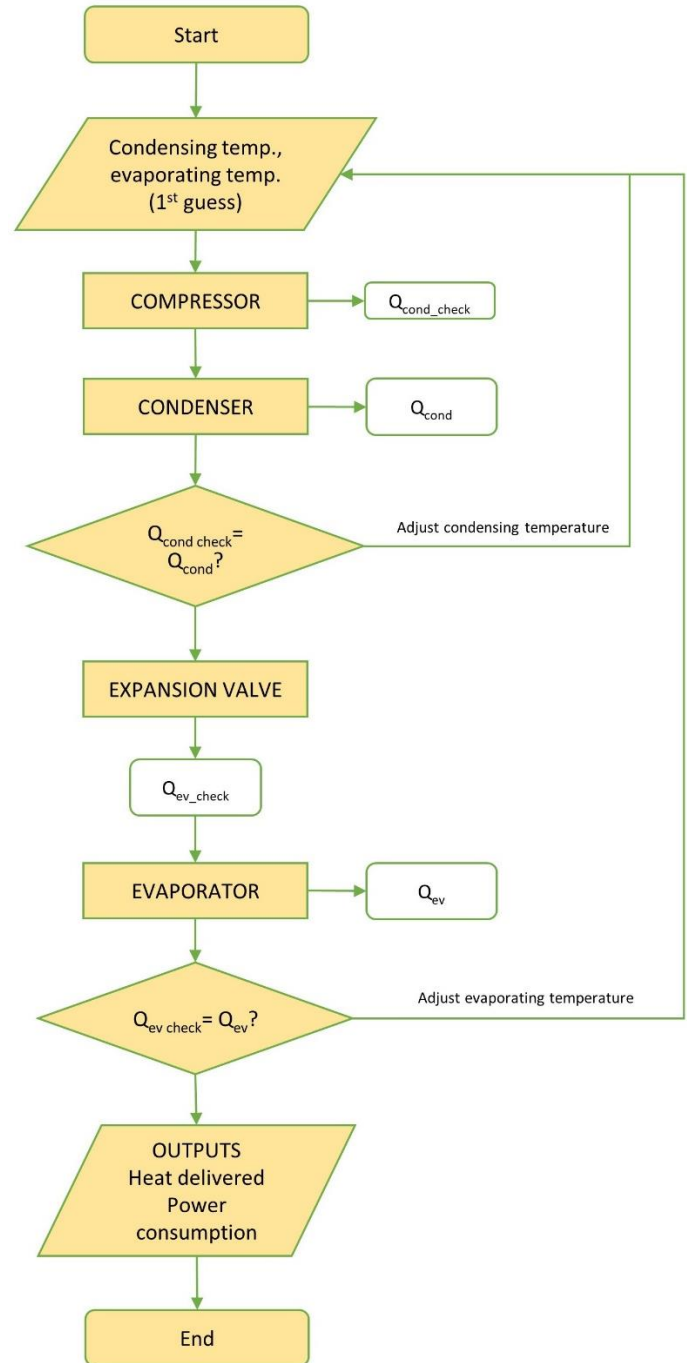 Start
Condensing temp.,
evaporating temp.
(1st guess)
COMPRESSOR
Qcond_check
CONDENSER
Qcond
Qcond check=
Qcond?
Adjust condensing temperature
EXPANSION VALVE
Qev_check
EVAPORATOR
Qev
Qev check= Qev?
Adjust evaporating temperature
OUTPUTS
Heat delivered
Power
consumption
End